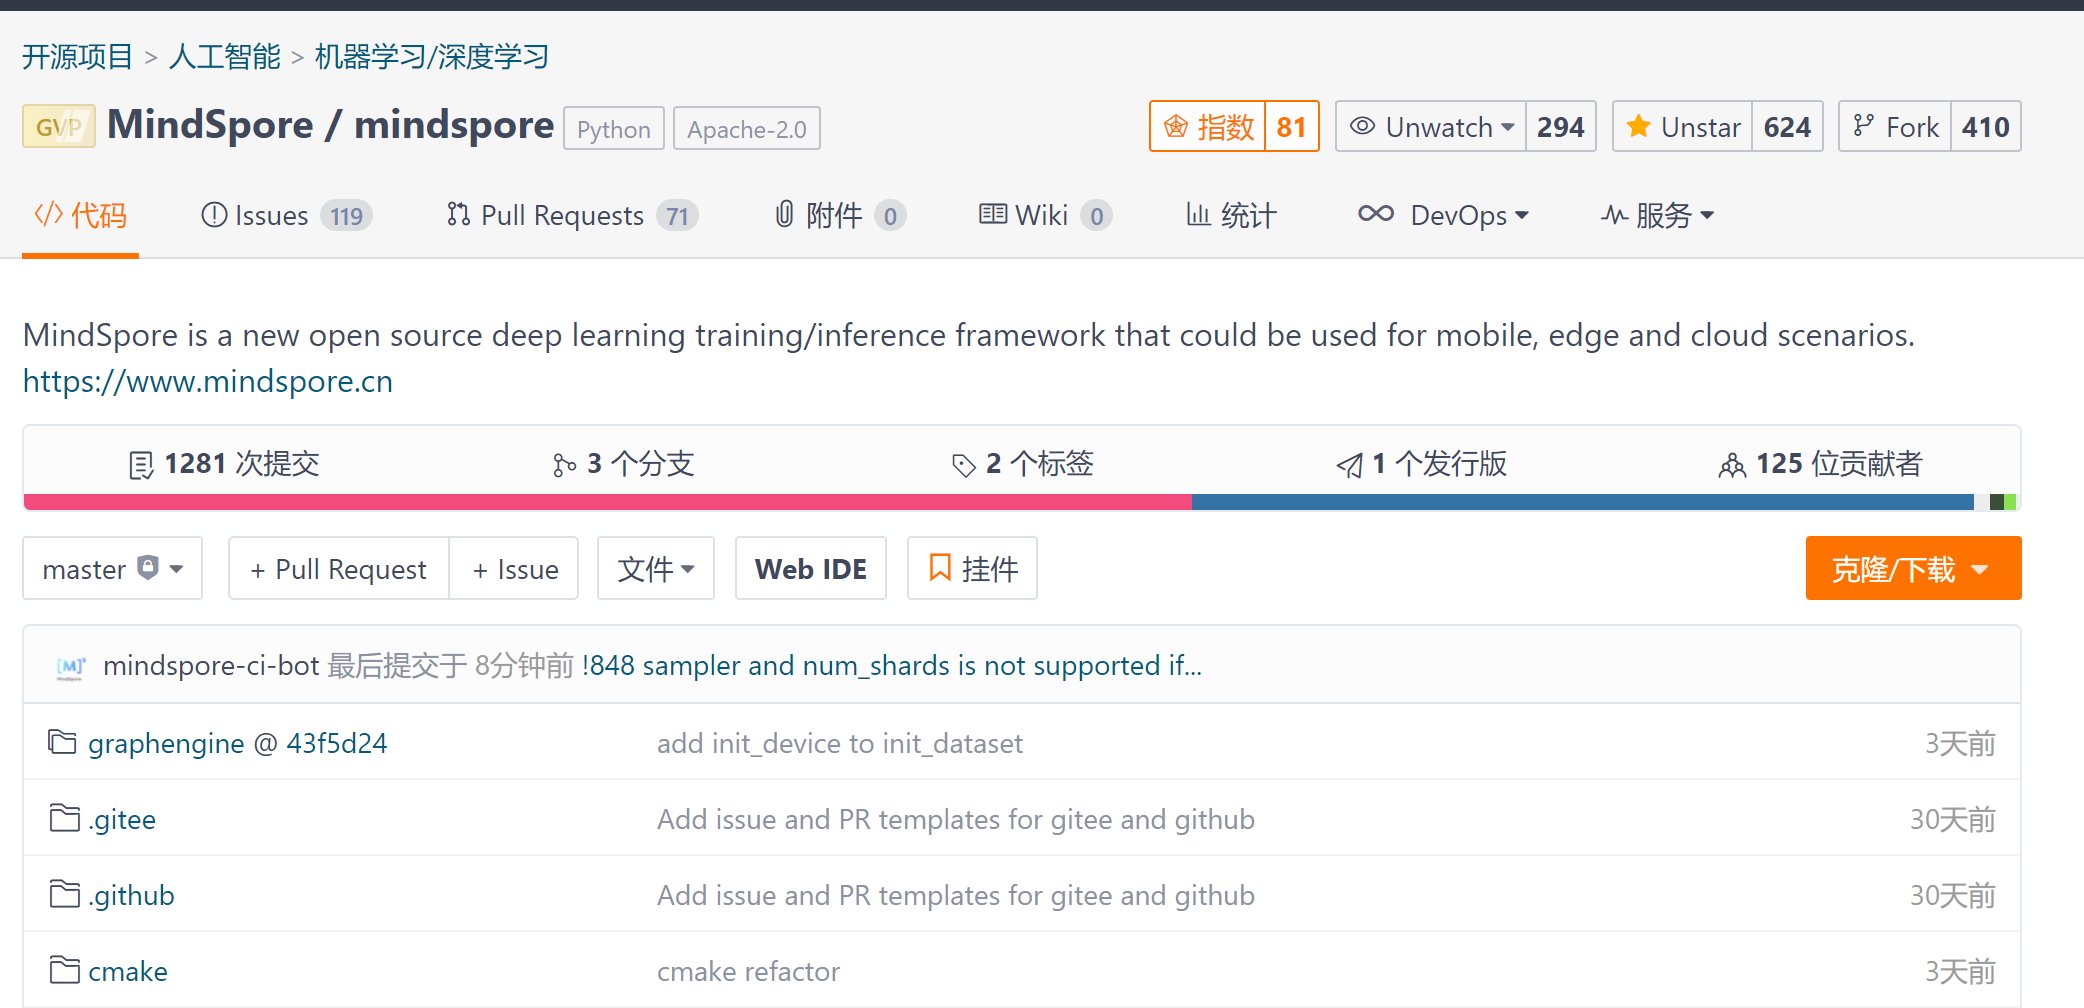 开源项目 > 人工智能 > 机器学习/深度学习
GVP MindSpore / mindspore Python Apache-2.0 指数 81 Unwatch 294 Unstar 624 Fork 410
</> 代码 Issues 119 Pull Requests 71 附件 0 Wiki 0 统计 DevOps 服务
MindSpore is a new open source deep learning training/inference framework that could be used for mobile, edge and cloud scenarios.
https://www.mindspore.cn
1281 次提交 3 个分支 2 个标签 1 个发行版 125 位贡献者
master + Pull Request + Issue 文件 Web IDE 挂件 克隆/下载
mindspore-ci-bot 最后提交于 8分钟前 !848 sampler and num_shards is not supported if...
graphengine @ 43f5d24 add init_device to init_dataset 3天前
.gitee Add issue and PR templates for gitee and github 30天前
.github Add issue and PR templates for gitee and github 30天前
cmake cmake refactor 3天前